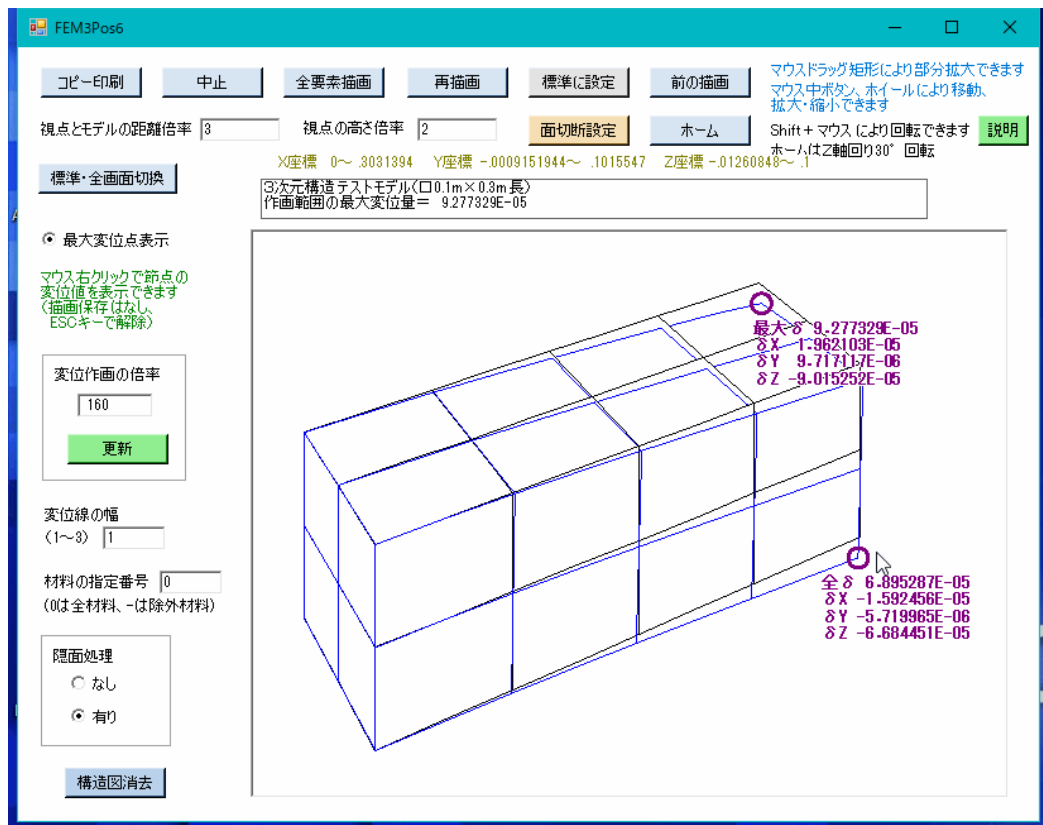 FEM3Pos6
コピー印刷
中止
全要素描画
再描画
標準に設定
前の描画
マウスドラッグ矩形により部分拡大できます
マウス中ボタン、ホイールにより移動、
拡大・縮小できます
視点とモデルの距離倍率 3
視点の高さ倍率 2
面切断設定
ホーム
Shift+マウスにより回転できます
ホームはZ軸回り30° 回転
説明
標準・全画面切換
X座標 0～ .3031394 Y座標 -.0009151944～ .1015547 Z座標 -.01260848～ .1
3次元構造テストモデル(口0.1m×0.3m長)
作画範囲の最大変位量＝ 9.277329E-05
最大変位点表示
マウス右クリックで節点の
変位値を表示できます
(描画保存はなし、
ESCキーで解除)
最大δ 9.277329E-05
δX 1.962103E-05
δY 9.717117E-06
δZ -9.015252E-05
変位作画の倍率
160
更新
変位線の幅
(1～3) 1
材料の指定番号 0
(0は全材料、-は除外材料)
全δ 6.895287E-05
δX -1.592456E-05
δY -5.719965E-06
δZ -6.684451E-05
隠面処理
なし
有り
構造図消去